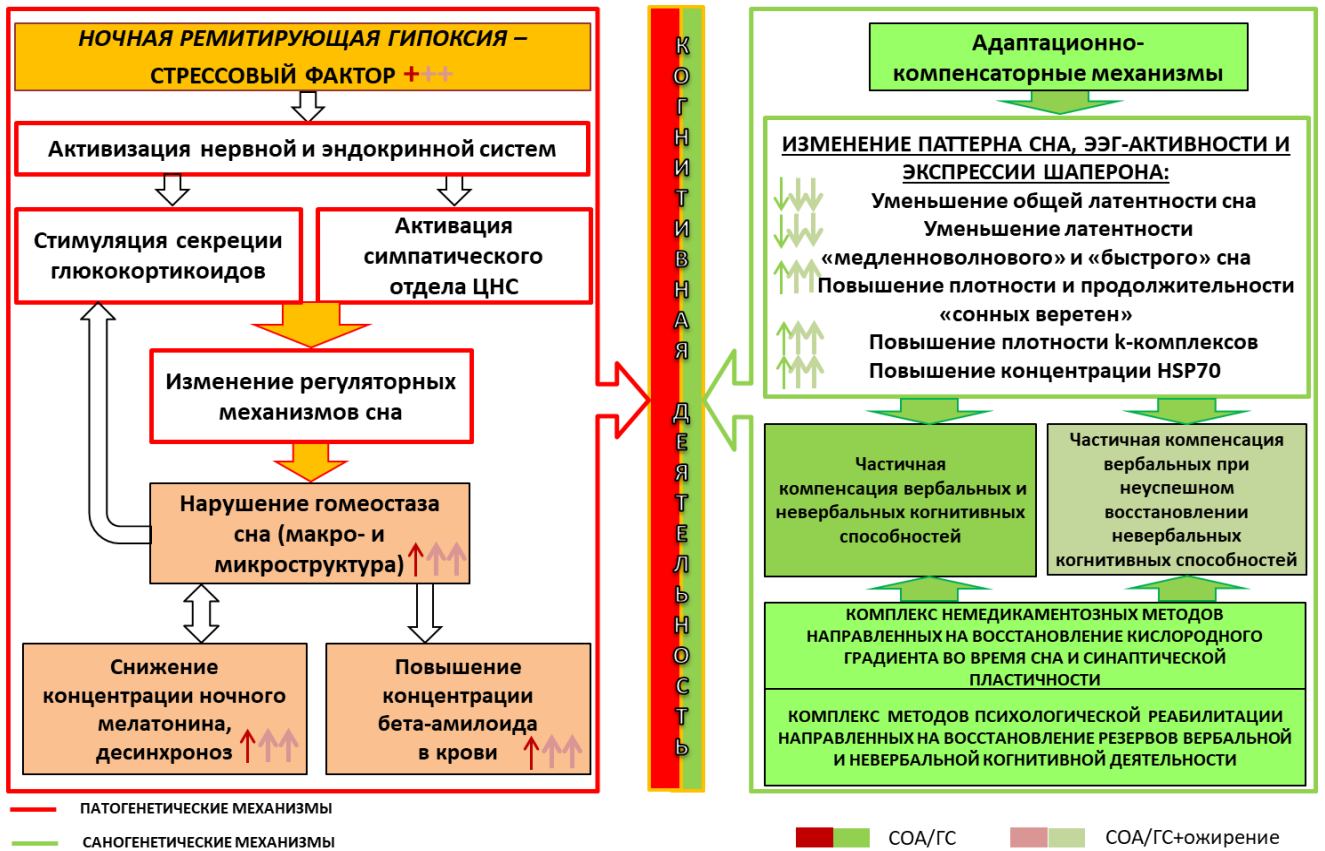 НОЧНАЯ РЕМИТИРУЮЩАЯ ГИПОКСИЯ –
СТРЕССОВЫЙ ФАКТОР +++
Активизация нервной и эндокринной систем
Стимуляция секреции
глюкокортикоидов
Активация
симпатического
отдела ЦНС
Изменение регуляторных
механизмов сна
Нарушение гомеостаза
сна (макро- и
микроструктура)
Снижение
концентрации ночного
мелатонина,
десинхроноз
Повышение
концентрации
бета-амилоида
в крови
КОГНИТИВНАЯ ДЕЯТЕЛЬНОСТЬ
Адаптационно-
компенсаторные механизмы
ИЗМЕНЕНИЕ ПАТТЕРНА СНА, ЭЭГ-АКТИВНОСТИ И
ЭКСПРЕССИИ ШАПЕРОНА:
Уменьшение общей латентности сна
Уменьшение латентности
«медленноволнового» и «быстрого» сна
Повышение плотности и продолжительности
«сонных веретен»
Повышение плотности k-комплексов
Повышение концентрации HSP70
Частичная
компенсация вербальных и
невербальных когнитивных
способностей
Частичная компенсация
вербальных при
неуспешном
восстановлении
невербальных
когнитивных способностей
КОМПЛЕКС НЕМЕДИКАМЕНТОЗНЫХ МЕТОДОВ
НАПРАВЛЕННЫХ НА ВОССТАНОВЛЕНИЕ КИСЛОРОДНОГО
ГРАДИЕНТА ВО ВРЕМЯ СНА И СИНАПТИЧЕСКОЙ
ПЛАСТИЧНОСТИ
КОМПЛЕКС МЕТОДОВ ПСИХОЛОГИЧЕСКОЙ РЕАБИЛИТАЦИИ
НАПРАВЛЕННЫХ НА ВОССТАНОВЛЕНИЕ РЕЗЕРВОВ ВЕРБАЛЬНОЙ
И НЕВЕРБАЛЬНОЙ КОГНИТИВНОЙ ДЕЯТЕЛЬНОСТИ
ПАТОГЕНЕТИЧЕСКИЕ МЕХАНИЗМЫ
САНОГЕНЕТИЧЕСКИЕ МЕХАНИЗМЫ
СОА/ГС
СОА/ГС+ожирение